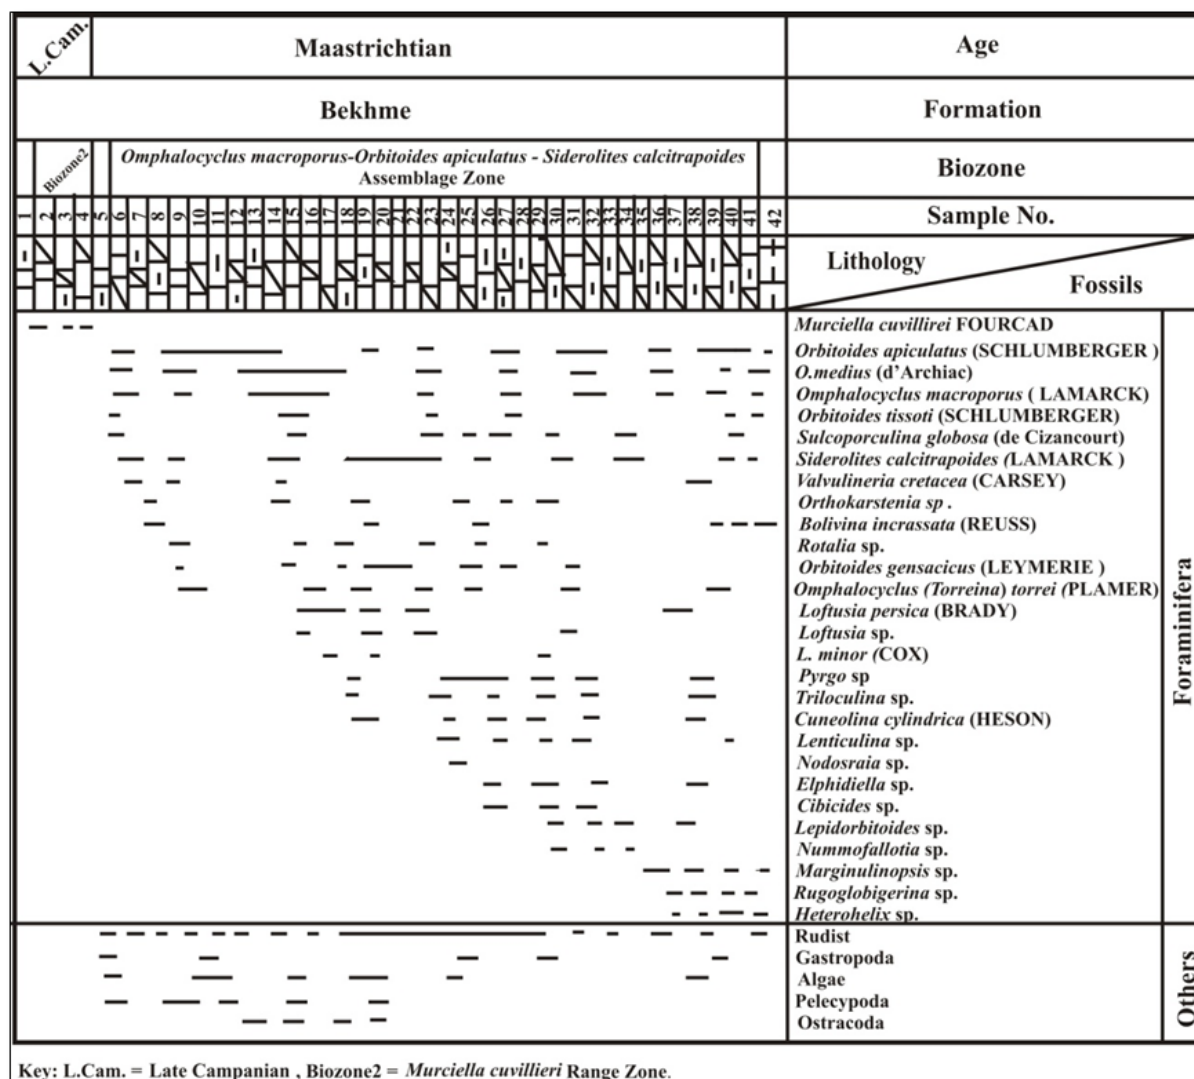 L.Cam.
Maastrichtian
Age
Bekhme
Formation
Biozone2
Omphalocyclus macroporus-Orbitoides apiculatus - Siderolites calcitrapoides
Assemblage Zone
Biozone
1 2 3 4 5 6 7 8 9 10 11 12 13 14 15 16 17 18 19 20 21 22 23 24 25 26 27 28 29 30 31 32 33 34 35 36 37 38 39 40 41 42
Sample No.
Lithology
Fossils
Murciella cuvillirei FOURCAD
Orbitoides apiculatus (SCHLUMBERGER )
O.medius (d'Archiac)
Omphalocyclus macroporus ( LAMARCK)
Orbitoides tissoti (SCHLUMBERGER)
Sulcoporculina globosa (de Cizancourt)
Siderolites calcitrapoides (LAMARCK )
Valvulineria cretacea (CARSEY)
Orthokarstenia sp .
Bolivina incrassata (REUSS)
Rotalia sp.
Orbitoides gensacicus (LEYMERIE )
Omphalocyclus (Torreina) torrei (PLAMER)
Loftusia persica (BRADY)
Loftusia sp.
L. minor (COX)
Pyrgo sp
Triloculina sp.
Cuneolina cylindrica (HESON)
Lenticulina sp.
Nodosraia sp.
Elphidiella sp.
Cibicides sp.
Lepidorbitoides sp.
Nummofallotia sp.
Marginulinopsis sp.
Rugoglobigerina sp.
Heterohelix sp.
Foraminifera
Rudist
Gastropoda
Algae
Pelecypoda
Ostracoda
Others
Key: L.Cam. = Late Campanian , Biozone2 = Murciella cuvillieri Range Zone.